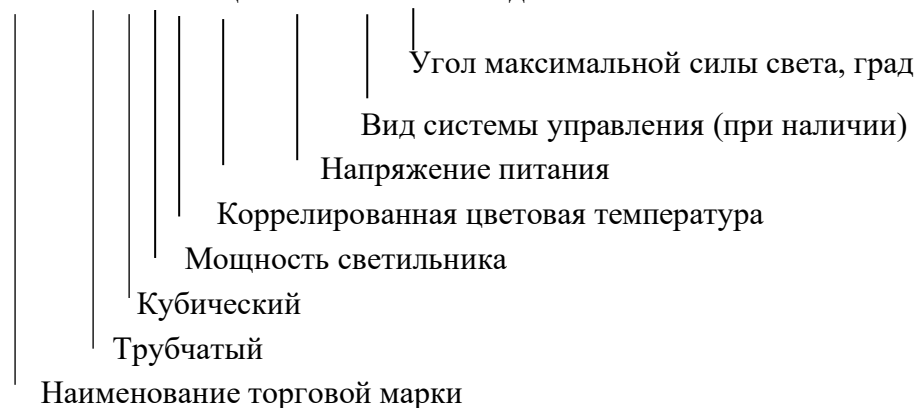 Угол максимальной силы света, град
Вид системы управления (при наличии)
Напряжение питания
Коррелированная цветовая температура
Мощность светильника
Кубический
Трубчатый
Наименование торговой марки